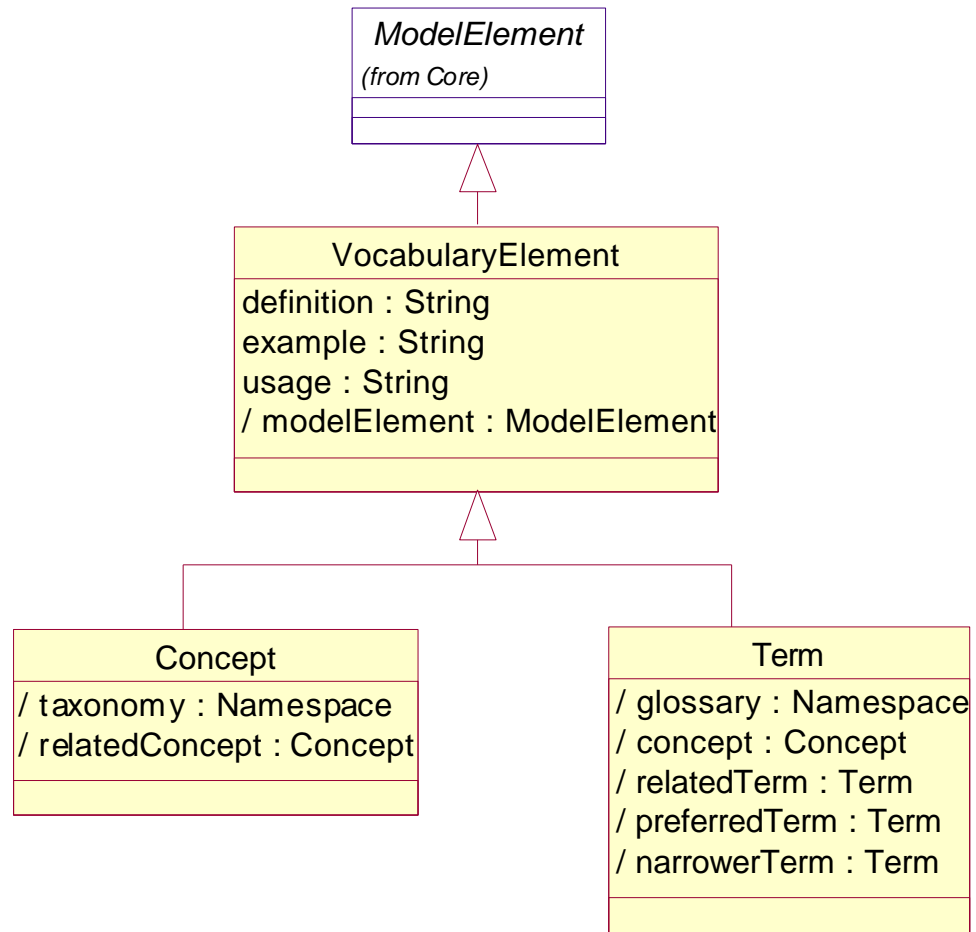 ModelElement
(from Core)
VocabularyElement
definition : String
example : String
usage : String
/ modelElement : ModelElement
Concept
/ taxonomy : Namespace
/ relatedConcept : Concept
Term
/ glossary : Namespace
/ concept : Concept
/ relatedTerm : Term
/ preferredTerm : Term
/ narrowerTerm : Term